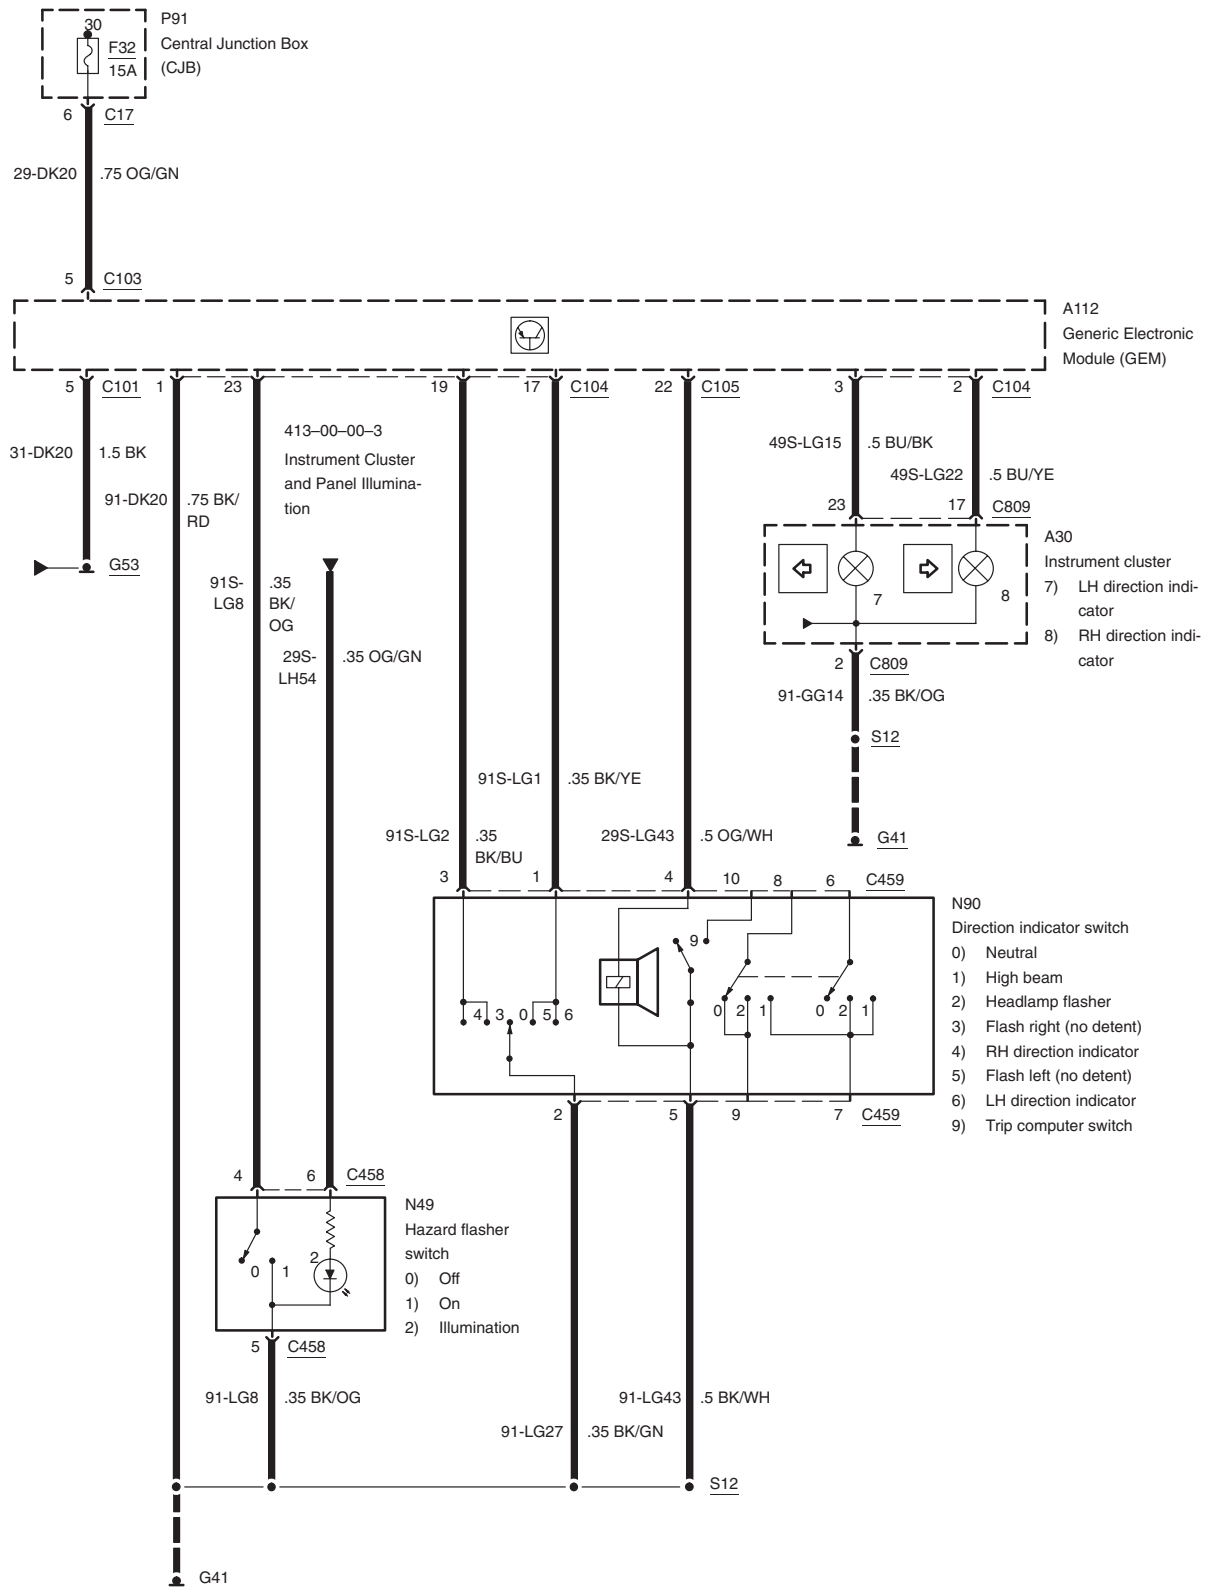 30
F32
15A
P91
Central Junction Box
(CJB)
6
C17
29-DK20
.75 OG/GN
5
C103
A112
Generic Electronic
Module (GEM)
5
C101
1
23
19
17
C104
22
C105
3
2
C104
31-DK20
1.5 BK
91-DK20
.75 BK/
RD
413–00–00–3
Instrument Cluster
and Panel Illumina-
tion
49S-LG15
.5 BU/BK
49S-LG22
.5 BU/YE
23
17
C809
G53
A30
Instrument cluster
7) LH direction indi-
cator
8) RH direction indi-
cator
7
8
91S-
LG8
.35
BK/
OG
29S-
LH54
.35 OG/GN
2
C809
91-GG14
.35 BK/OG
S12
G41
91S-LG1
.35 BK/YE
91S-LG2
.35
BK/BU
29S-LG43
.5 OG/WH
3
1
4
10
8
6
C459
N90
Direction indicator switch
0) Neutral
1) High beam
2) Headlamp flasher
3) Flash right (no detent)
4) RH direction indicator
5) Flash left (no detent)
6) LH direction indicator
9) Trip computer switch
9
4
3
0
5
6
0
2
1
0
2
1
2
5
9
7
C459
4
6
C458
N49
Hazard flasher
switch
0) Off
1) On
2) Illumination
0
1
2
5
C458
91-LG8
.35 BK/OG
91-LG43
.5 BK/WH
91-LG27
.35 BK/GN
S12
G41